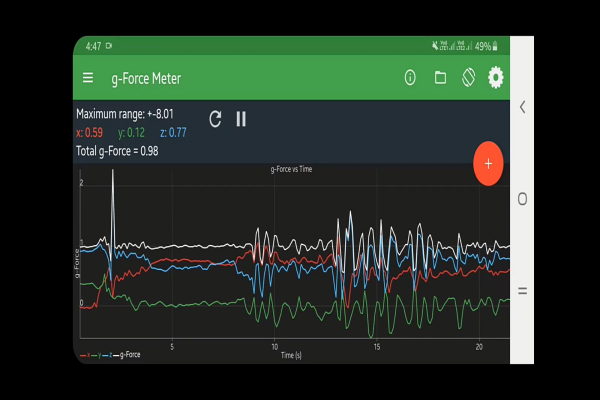 4:47 49%
g-Force Meter
Maximum range: +-8.01
x: 0.59 y: 0.12 z: 0.77
Total g-Force = 0.98
g-Force vs Time
2
1
0
g-Force
5 10 15 20
Time (s)
x y z g-Force